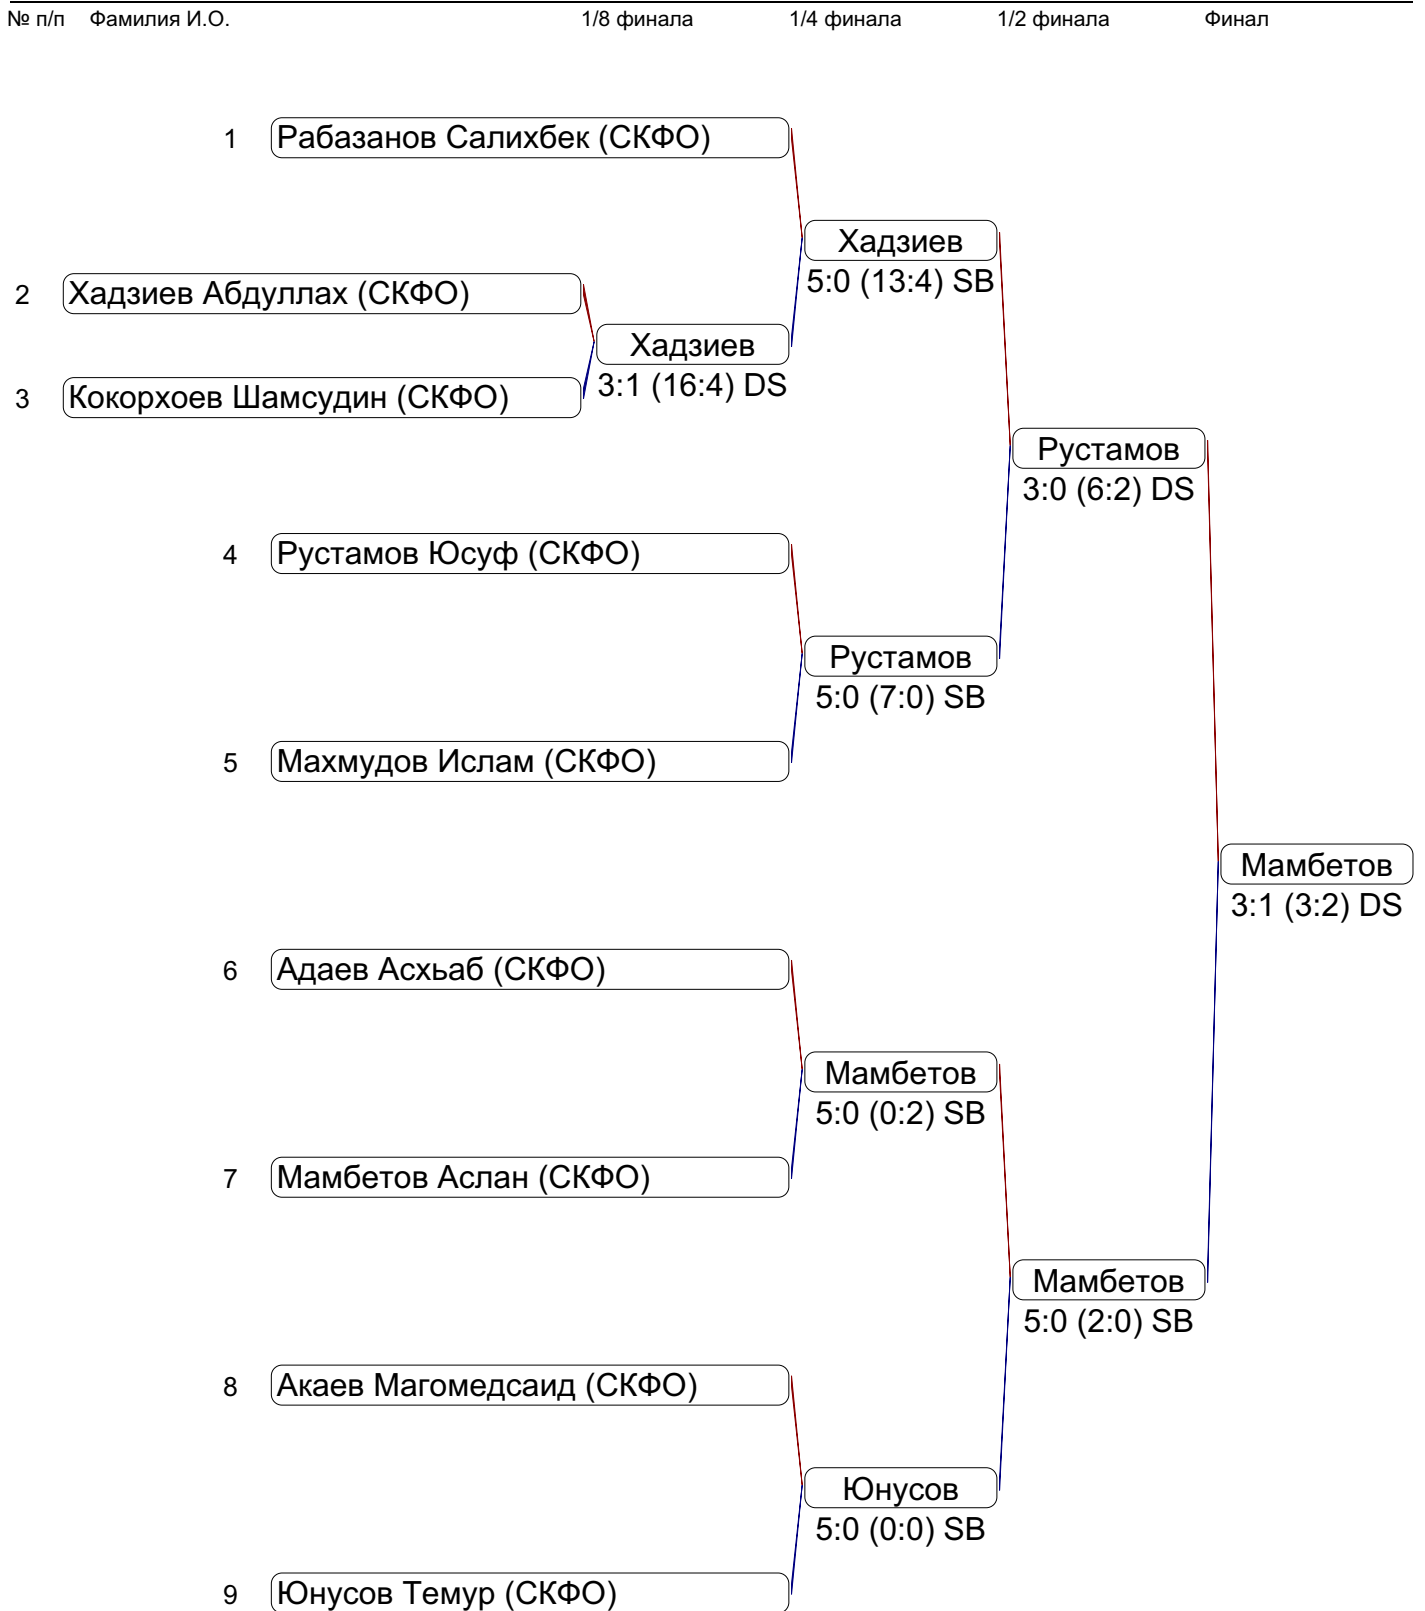 № п/п Фамилия И.О. 1/8 финала 1/4 финала 1/2 финала Финал
1 Рабазанов Салихбек (СКФО)
Хадзиев
5:0 (13:4) SB
2 Хадзиев Абдуллах (СКФО)
Хадзиев
3:1 (16:4) DS
3 Кокорхоев Шамсудин (СКФО)
Рустамов
3:0 (6:2) DS
4 Рустамов Юсуф (СКФО)
Рустамов
5:0 (7:0) SB
5 Махмудов Ислам (СКФО)
Мамбетов
3:1 (3:2) DS
6 Адаев Асхьаб (СКФО)
Мамбетов
5:0 (0:2) SB
7 Мамбетов Аслан (СКФО)
Мамбетов
5:0 (2:0) SB
8 Акаев Магомедсаид (СКФО)
Юнусов
5:0 (0:0) SB
9 Юнусов Темур (СКФО)